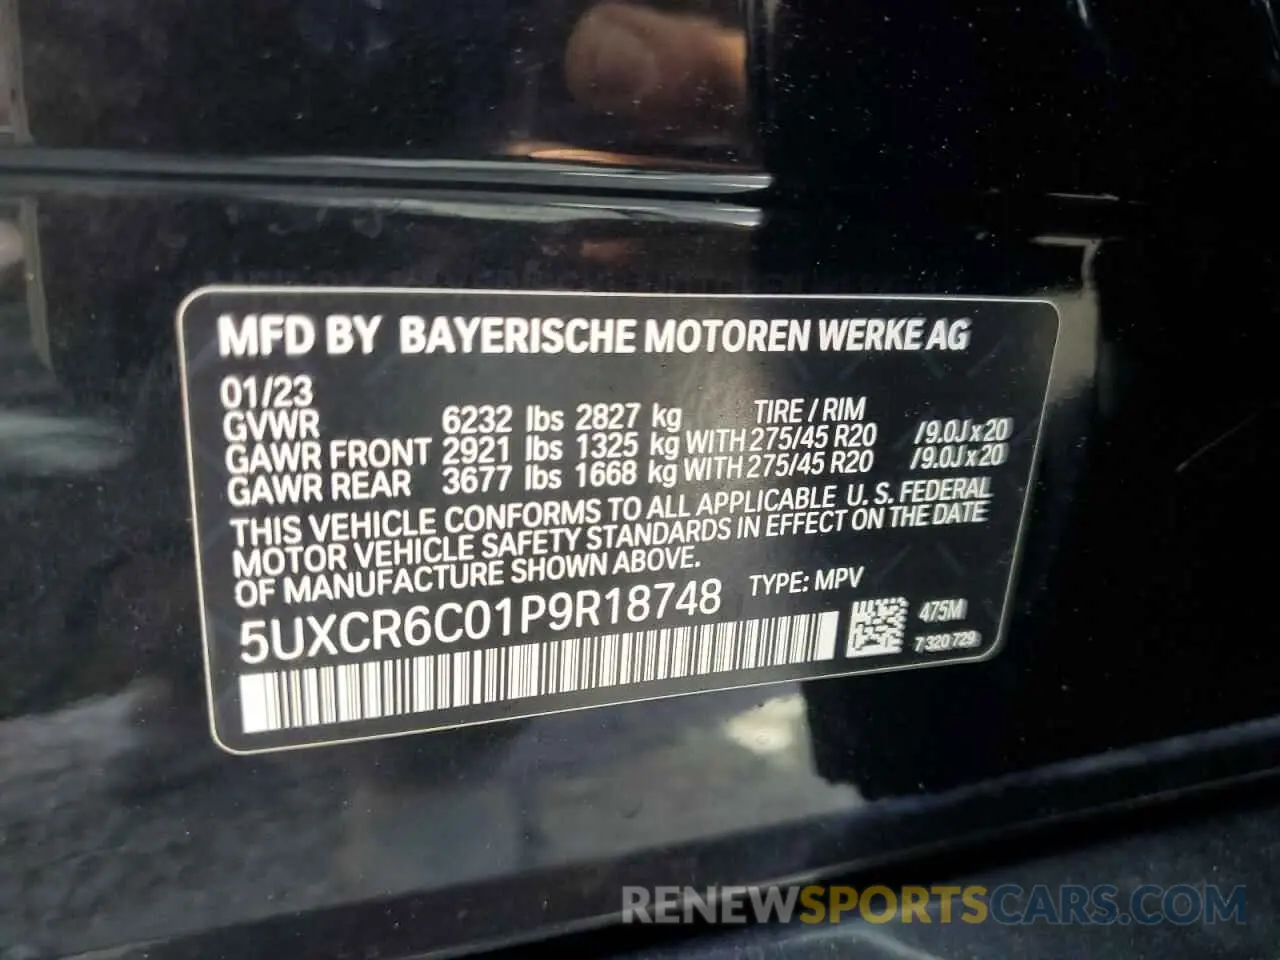 MFD BY BAYERISCHE MOTOREN WERKE AG
01/23
GVWR 6232 lbs 2827 kg TIRE / RIM
GAWR FRONT 2921 lbs 1325 kg WITH 275/45 R20 /9.0J x 20
GAWR REAR 3677 lbs 1668 kg WITH 275/45 R20 /9.0J x 20
THIS VEHICLE CONFORMS TO ALL APPLICABLE U. S. FEDERAL
MOTOR VEHICLE SAFETY STANDARDS IN EFFECT ON THE DATE
OF MANUFACTURE SHOWN ABOVE.
5UXCR6C01P9R18748 TYPE: MPV
475M
7 320 729
RENEWSPORTSCARS.COM